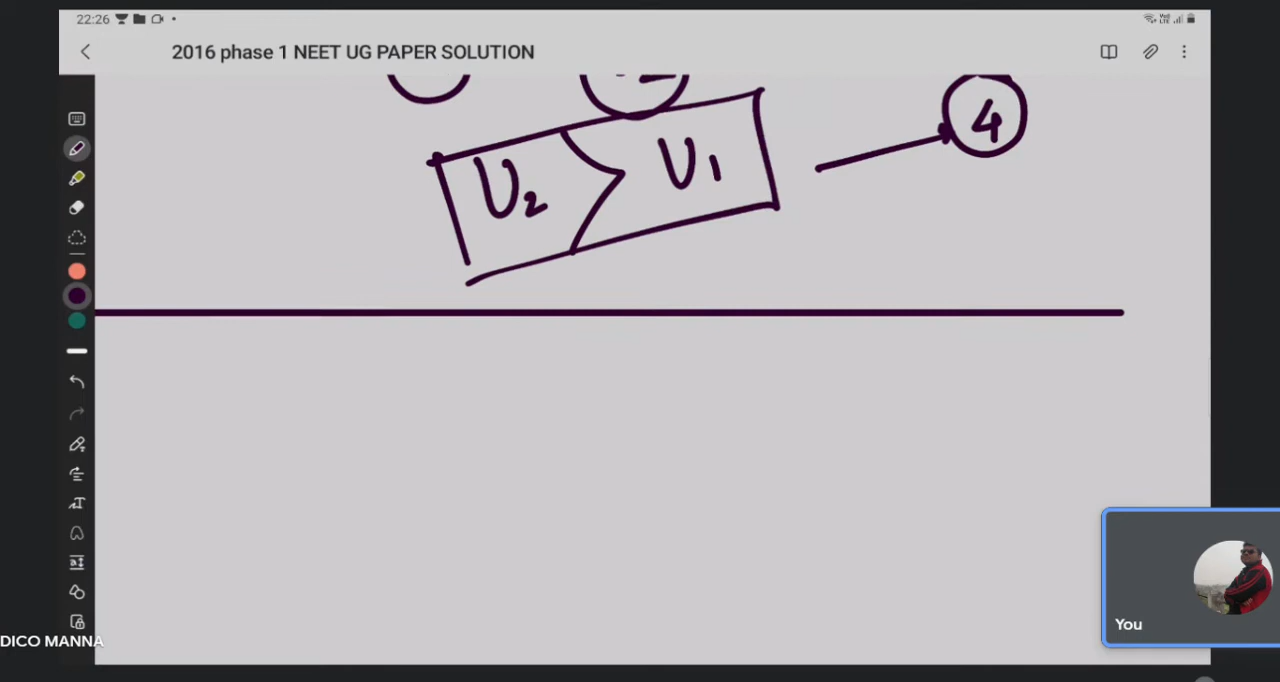 22:26
2016 phase 1 NEET UG PAPER SOLUTION
4
U₂ > U₁
You
DICO MANNA